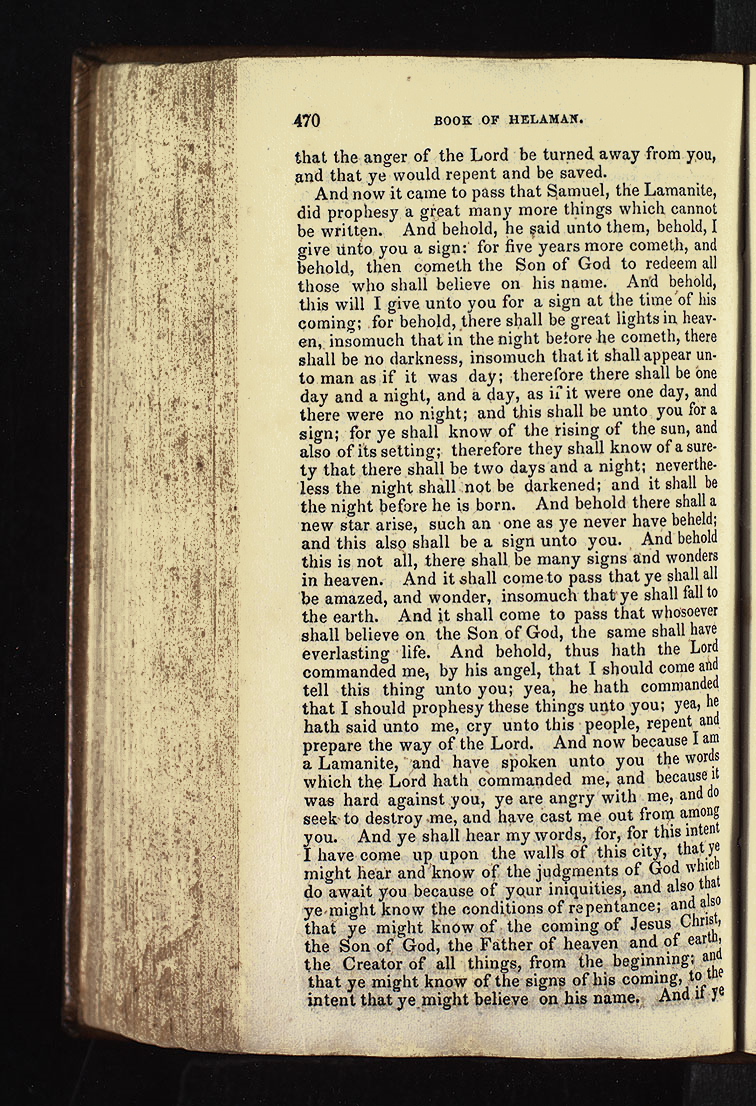 470 BOOK OF HELAMAN.
that the anger of the Lord be turned away from you,
and that ye would repent and be saved.
And now it came to pass that Samuel, the Lamanite,
did prophesy a great many more things which cannot
be written. And behold, he said unto them, behold, I
give unto you a sign: for five years more cometh, and
behold, then cometh the Son of God to redeem all
those who shall believe on his name. And behold,
this will I give unto you for a sign at the time of his
coming; for behold, there shall be great lights in heav-
en, insomuch that in the night before he cometh, there
shall be no darkness, insomuch that it shall appear un-
to man as if it was day; therefore there shall be one
day and a night, and a day, as if it were one day, and
there were no night; and this shall be unto you for a
sign; for ye shall know of the rising of the sun, and
also of its setting; therefore they shall know of a sure-
ty that there shall be two days and a night; neverthe-
less the night shall not be darkened; and it shall be
the night before he is born. And behold there shall a
new star arise, such an one as ye never have beheld;
and this also shall be a sign unto you. And behold
this is not all, there shall be many signs and wonders
in heaven. And it shall come to pass that ye shall all
be amazed, and wonder, insomuch that ye shall fall to
the earth. And it shall come to pass that whosoever
shall believe on the Son of God, the same shall have
everlasting life. And behold, thus hath the Lord
commanded me, by his angel, that I should come and
tell this thing unto you; yea, he hath commanded
that I should prophesy these things unto you; yea, he
hath said unto me, cry unto this people, repent and
prepare the way of the Lord. And now because I am
a Lamanite, and have spoken unto you the words
which the Lord hath commanded me, and because it
was hard against you, ye are angry with me, and do
seek to destroy me, and have cast me out from among
you. And ye shall hear my words, for, for this intent
I have come up upon the walls of this city, that ye
might hear and know of the judgments of God which
do await you because of your iniquities, and also that
ye might know the conditions of repentance; and also
that ye might know of the coming of Jesus Christ,
the Son of God, the Father of heaven and of earth,
the Creator of all things, from the beginning; and
that ye might know of the signs of his coming, to the
intent that ye might believe on his name. And if ye